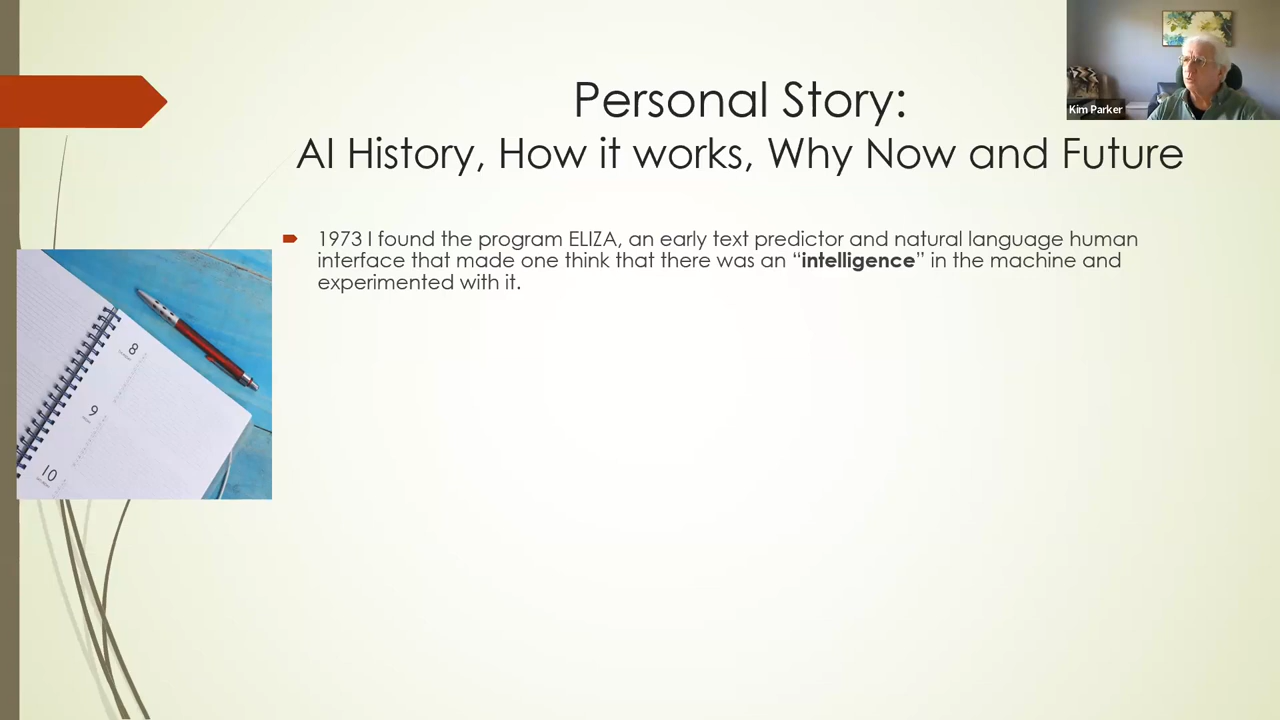 Personal Story:
AI History, How it works, Why Now and Future
Kim Parker
1973 I found the program ELIZA, an early text predictor and natural language human
interface that made one think that there was an “intelligence” in the machine and
experimented with it.
8
9
10